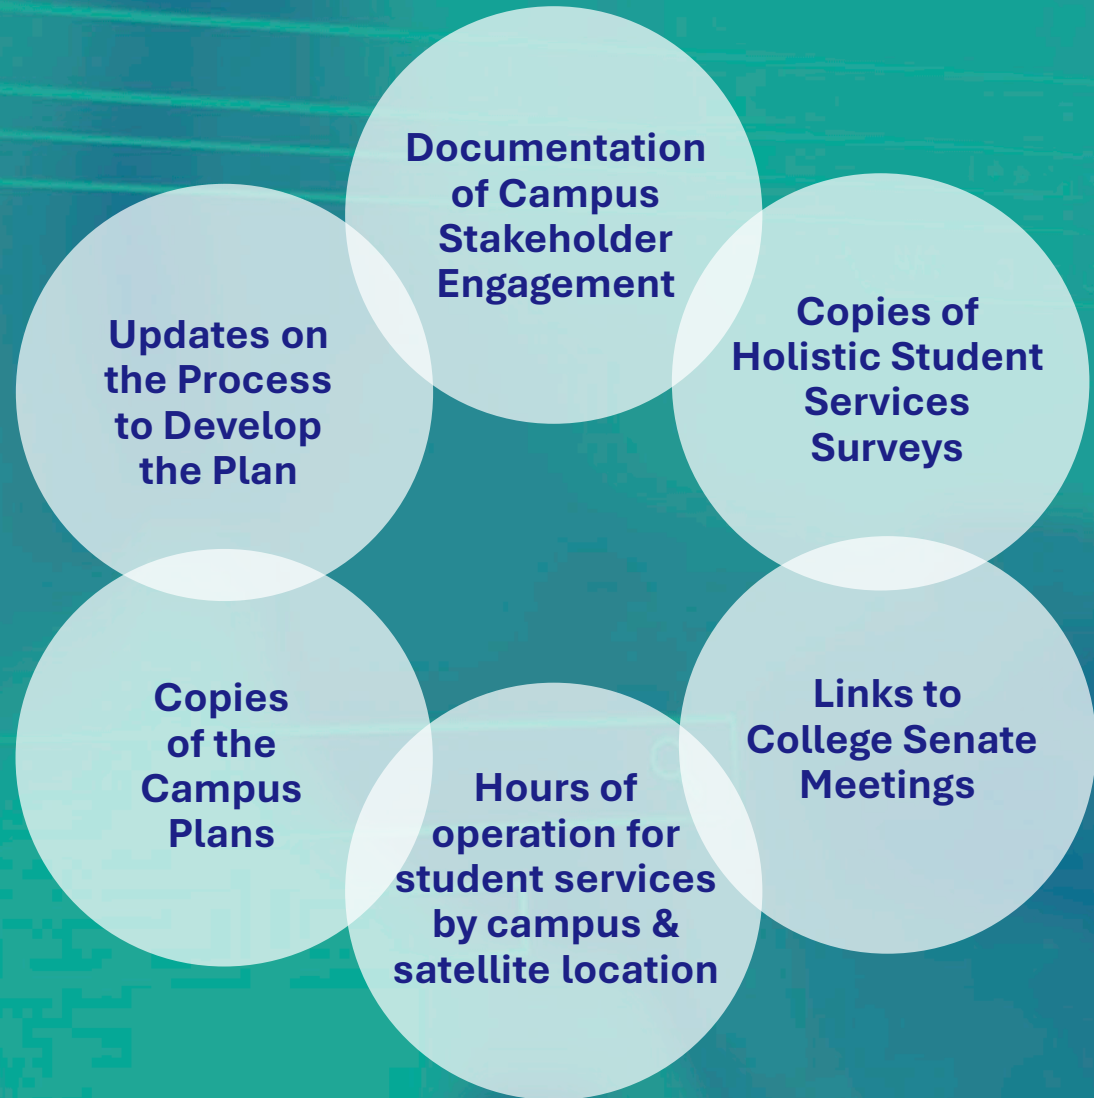 Documentation
of Campus
Stakeholder
Engagement
Copies of
Holistic Student
Services
Surveys
Links to
College Senate
Meetings
Hours of
operation for
student services
by campus &
satellite location
Copies
of the
Campus
Plans
Updates on
the Process
to Develop
the Plan